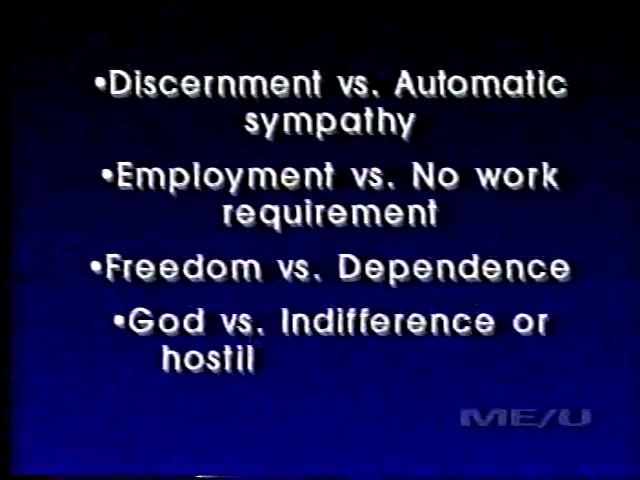 •Discernment vs. Automatic
sympathy
•Employment vs. No work
requirement
•Freedom vs. Dependence
•God vs. Indifference or
hostil
ME/U